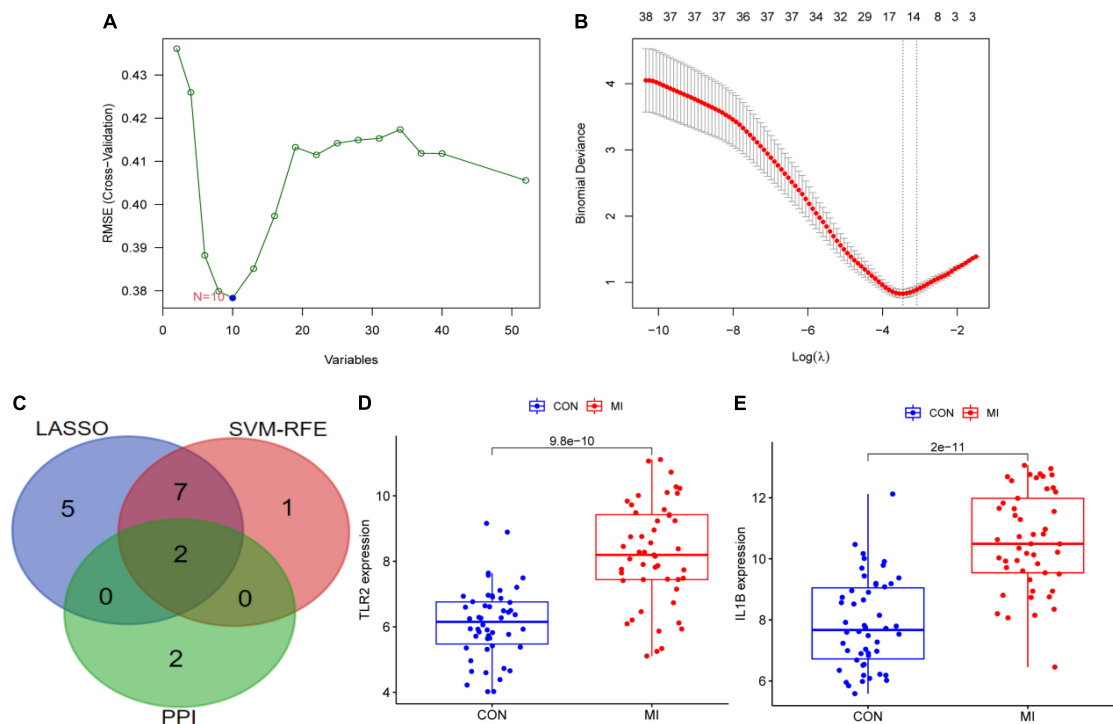 A
RMSE (Cross−Validation)
0.43
0.42
0.41
0.40
0.39
0.38
N=10
0 10 20 30 40 50
Variables
B
38 37 37 37 36 37 37 34 32 29 17 14 8 3 3
Binomial Deviance
4
3
2
1
−10 −8 −6 −4 −2
Log(λ)
C
LASSO SVM-RFE
5 7 1
2
0 0
2
PPI
D
CON MI
9.8e−10
TLR2 expression
10
8
6
4
CON MI
E
CON MI
2e−11
IL1B expression
12
10
8
6
CON MI